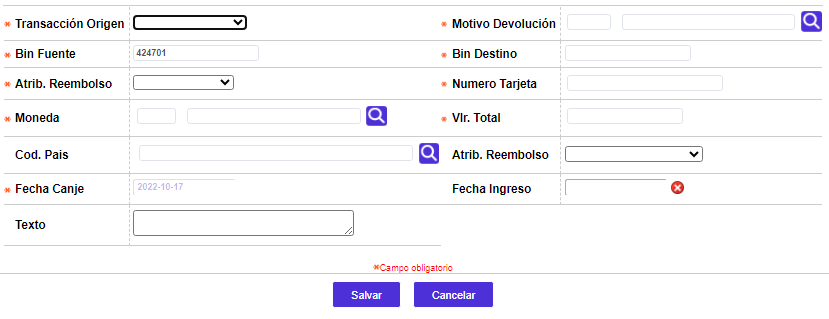 * Transacción Origen * Motivo Devolución
* Bin Fuente 424701 * Bin Destino
* Atrib. Reembolso * Numero Tarjeta
* Moneda * Vlr. Total
Cod. Pais Atrib. Reembolso
* Fecha Canje 2022-10-17 Fecha Ingreso
Texto
*Campo obligatorio
Salvar Cancelar